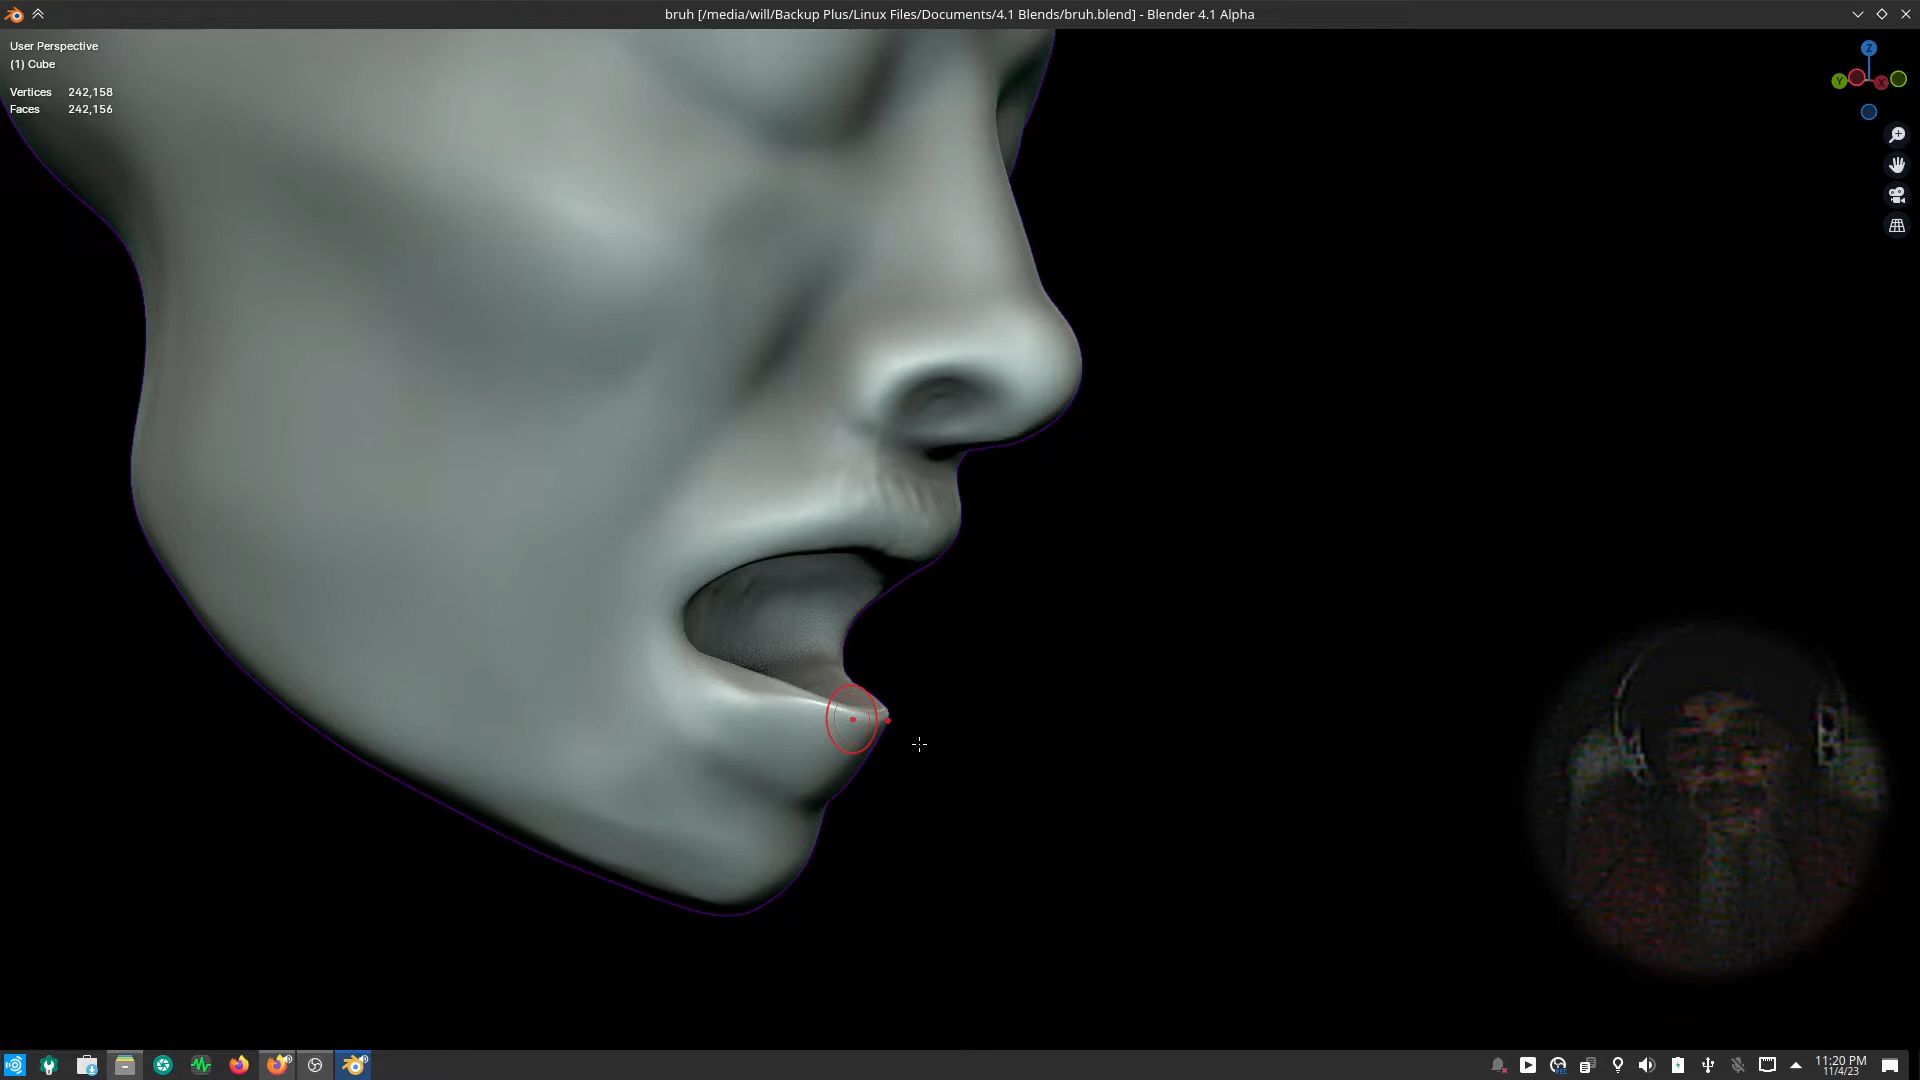 bruh [/media/will/Backup Plus/Linux Files/Documents/4.1 Blends/bruh.blend] - Blender 4.1 Alpha
User Perspective
(1) Cube
Vertices 242,158
Faces 242,156
Z
Y
X
REC
11:20 PM
11/4/23